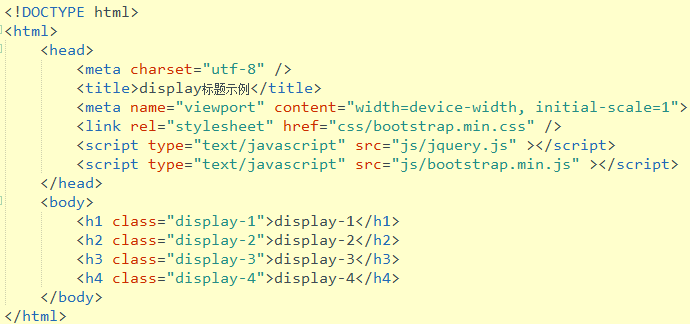 <!DOCTYPE html>
<html>
    <head>
        <meta charset="utf-8" />
        <title>display标题示例</title>
        <meta name="viewport" content="width=device-width, initial-scale=1">
        <link rel="stylesheet" href="css/bootstrap.min.css" />
        <script type="text/javascript" src="js/jquery.js" ></script>
        <script type="text/javascript" src="js/bootstrap.min.js" ></script>
    </head>
    <body>
        <h1 class="display-1">display-1</h1>
        <h2 class="display-2">display-2</h2>
        <h3 class="display-3">display-3</h3>
        <h4 class="display-4">display-4</h4>
    </body>
</html>